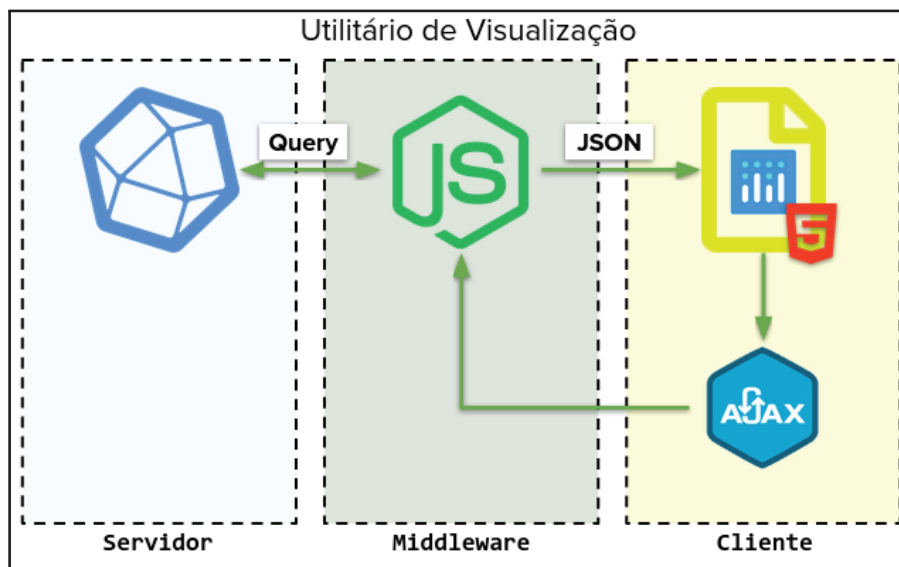 Utilitário de Visualização
Query
JSON
JS
5
AJAX
Servidor
Middleware
Cliente